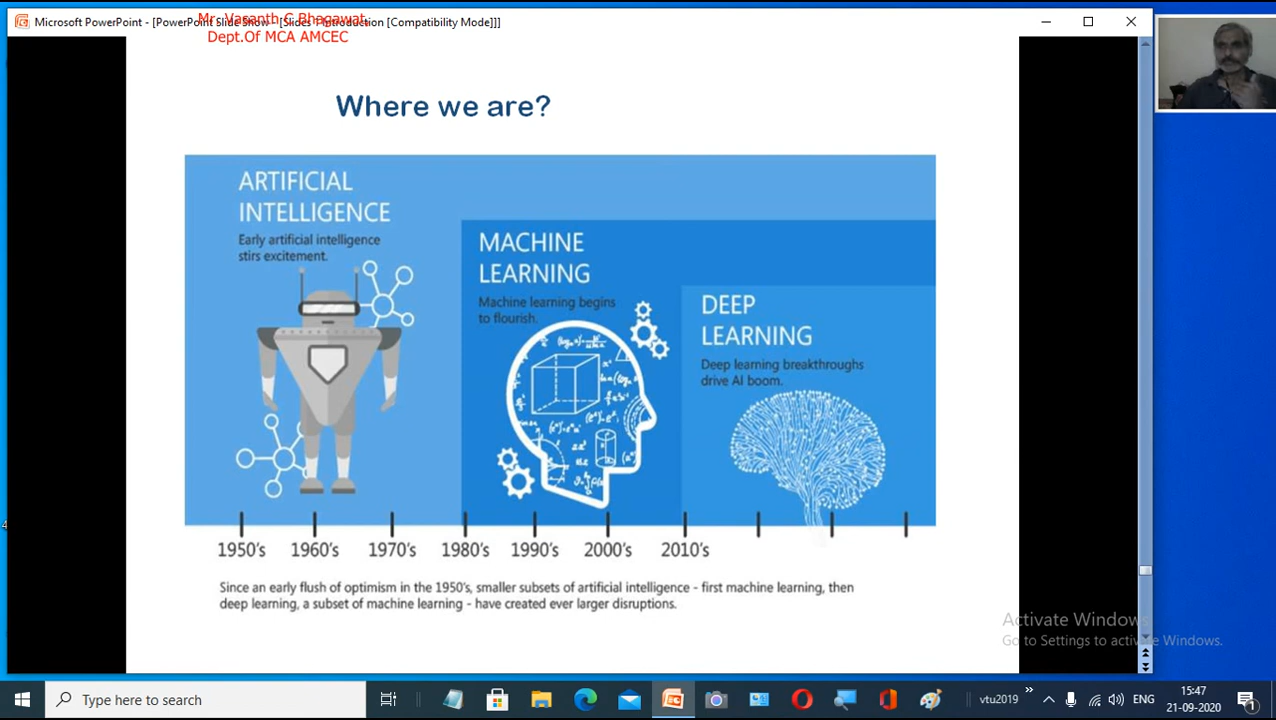 Mr. Vasanth C Bhagawat,
Microsoft PowerPoint - [PowerPoint Slide Show - [Slides 1 Introduction [Compatibility Mode]]]
Dept.Of MCA AMCEC
Where we are?
ARTIFICIAL
INTELLIGENCE
Early artificial intelligence
stirs excitement.
MACHINE
LEARNING
Machine learning begins
to flourish.
DEEP
LEARNING
Deep learning breakthroughs
drive AI boom.
1950's 1960's 1970's 1980's 1990's 2000's 2010's
Since an early flush of optimism in the 1950's, smaller subsets of artificial intelligence - first machine learning, then
deep learning, a subset of machine learning - have created ever larger disruptions.
Activate Windows
Go to Settings to activate Windows.
Type here to search
vtu2019
ENG
15:47
21-09-2020
1